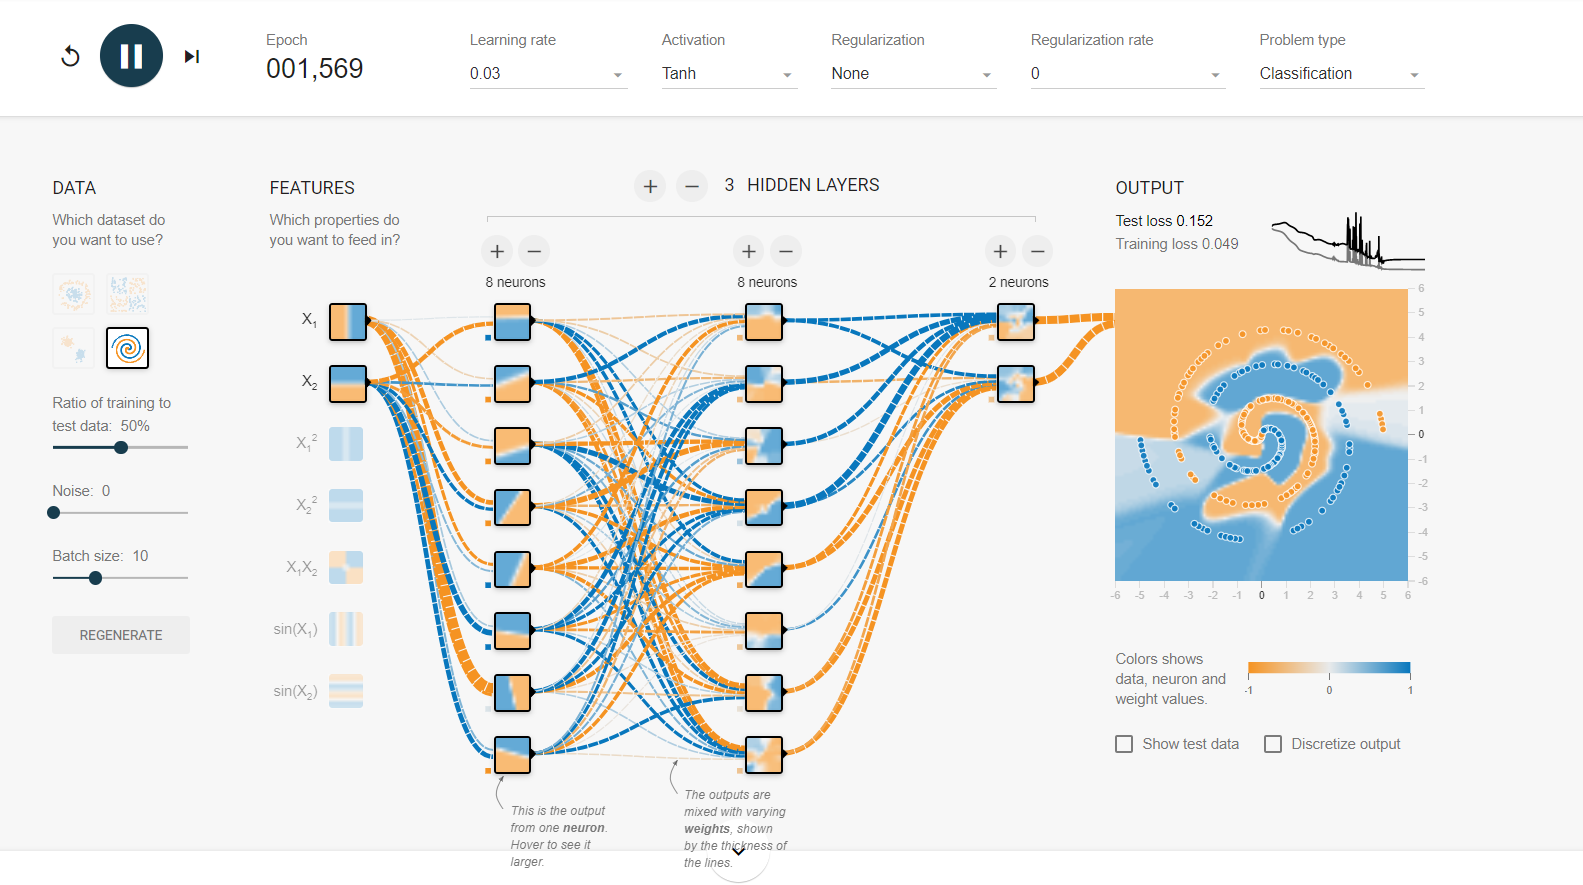 Epoch
001,569
Learning rate
0.03
Activation
Tanh
Regularization
None
Regularization rate
0
Problem type
Classification
DATA
Which dataset do
you want to use?
Ratio of training to
test data: 50%
Noise: 0
Batch size: 10
REGENERATE
FEATURES
Which properties do
you want to feed in?
X1
X2
X1²
X2²
X1X2
sin(X1)
sin(X2)
+ − 3 HIDDEN LAYERS
+ −
8 neurons
+ −
8 neurons
+ −
2 neurons
This is the output
from one neuron.
Hover to see it
larger.
The outputs are
mixed with varying
weights, shown
by the thickness of
the lines.
OUTPUT
Test loss 0.152
Training loss 0.049
6
5
4
3
2
1
0
-1
-2
-3
-4
-5
-6
-6 -5 -4 -3 -2 -1 0 1 2 3 4 5 6
Colors shows
data, neuron and
weight values.
-1 0 1
Show test data
Discretize output